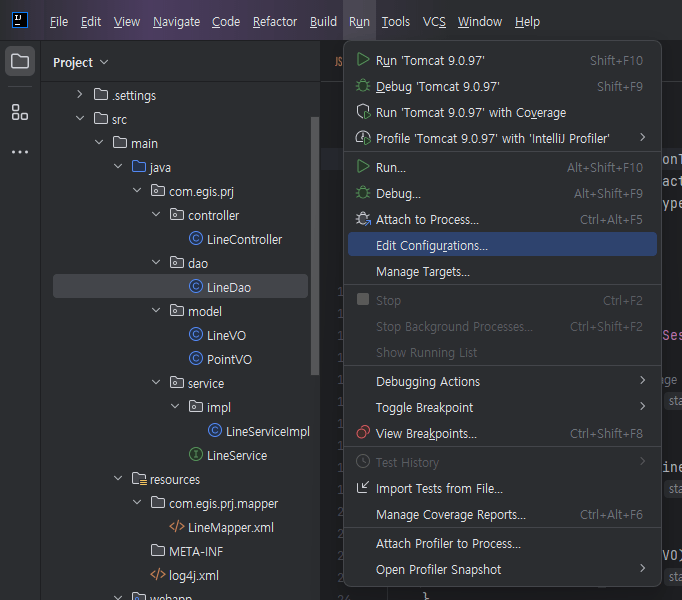 IJ
File Edit View Navigate Code Refactor Build Run Tools VCS Window Help
Project
.settings
src
main
java
com.egis.prj
controller
LineController
dao
LineDao
model
LineVO
PointVO
service
impl
LineServiceImpl
LineService
resources
com.egis.prj.mapper
LineMapper.xml
META-INF
log4j.xml
webapp
Run 'Tomcat 9.0.97' Shift+F10
Debug 'Tomcat 9.0.97' Shift+F9
Run 'Tomcat 9.0.97' with Coverage
Profile 'Tomcat 9.0.97' with 'IntelliJ Profiler'
Run... Alt+Shift+F10
Debug... Alt+Shift+F9
Attach to Process... Ctrl+Alt+F5
Edit Configurations...
Manage Targets...
Stop Ctrl+F2
Stop Background Processes... Ctrl+Shift+F2
Show Running List
Debugging Actions
Toggle Breakpoint
View Breakpoints... Ctrl+Shift+F8
Test History
Import Tests from File...
Manage Coverage Reports... Ctrl+Alt+F6
Attach Profiler to Process...
Open Profiler Snapshot
}